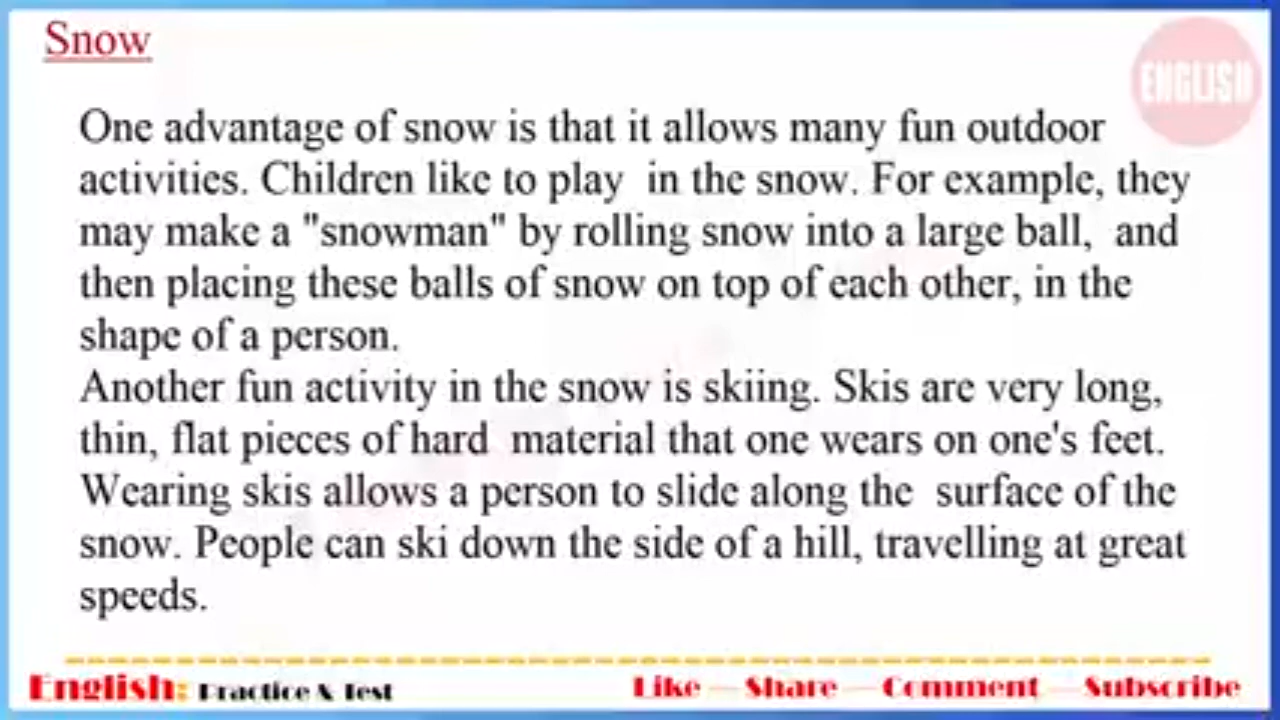 Snow
ENGLISH
One advantage of snow is that it allows many fun outdoor
activities. Children like to play  in the snow. For example, they
may make a "snowman" by rolling snow into a large ball,  and
then placing these balls of snow on top of each other, in the
shape of a person.
Another fun activity in the snow is skiing. Skis are very long,
thin, flat pieces of hard  material that one wears on one's feet.
Wearing skis allows a person to slide along the  surface of the
snow. People can ski down the side of a hill, travelling at great
speeds.
English: Practice & Test
Like — Share — Comment — Subscribe